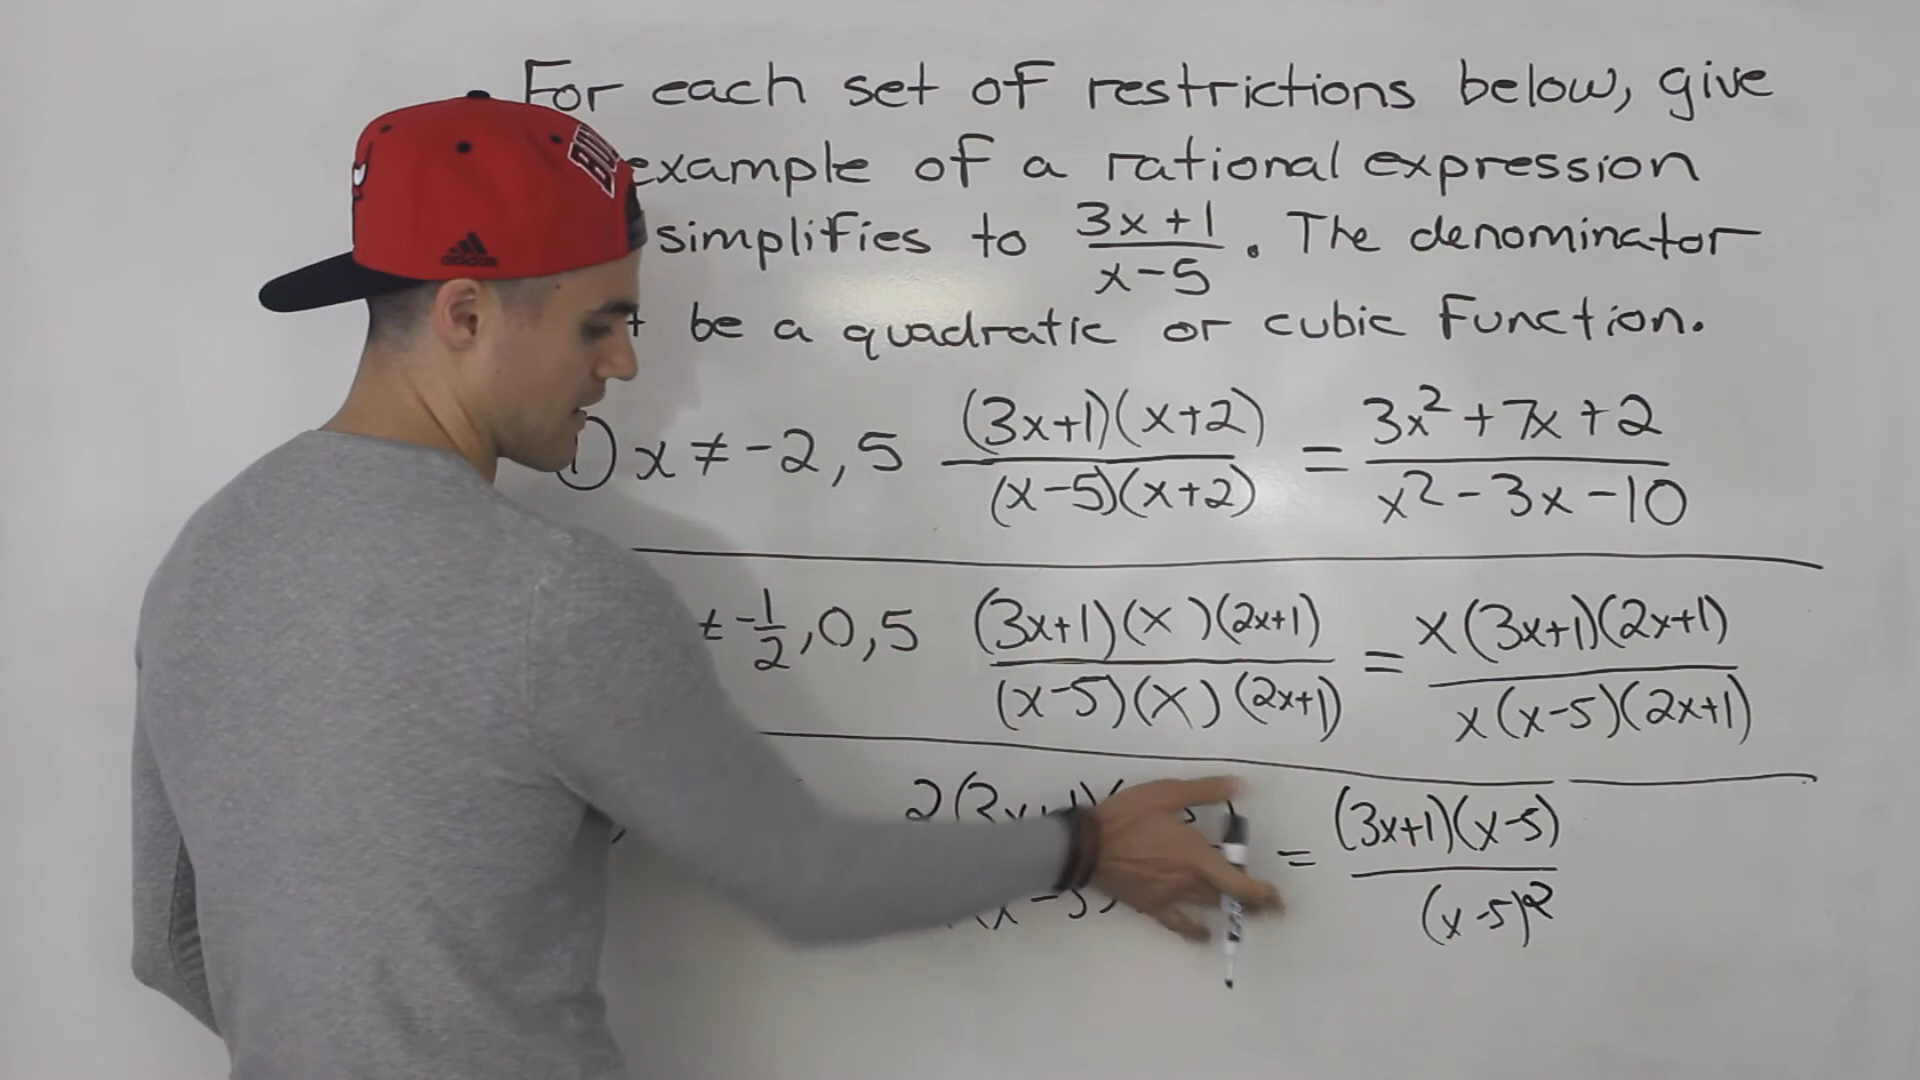 For each set of restrictions below, give
example of a rational expression
simplifies to (3x+1)/(x-5). The denominator
be a quadratic or cubic function.
① x ≠ -2, 5 (3x+1)(x+2)/(x-5)(x+2) = 3x²+7x+2/x²-3x-10
≠ -1/2, 0, 5 (3x+1)(x)(2x+1)/(x-5)(x)(2x+1) = x(3x+1)(2x+1)/x(x-5)(2x+1)
= (3x+1)(x-5)/(x-5)²
adidas